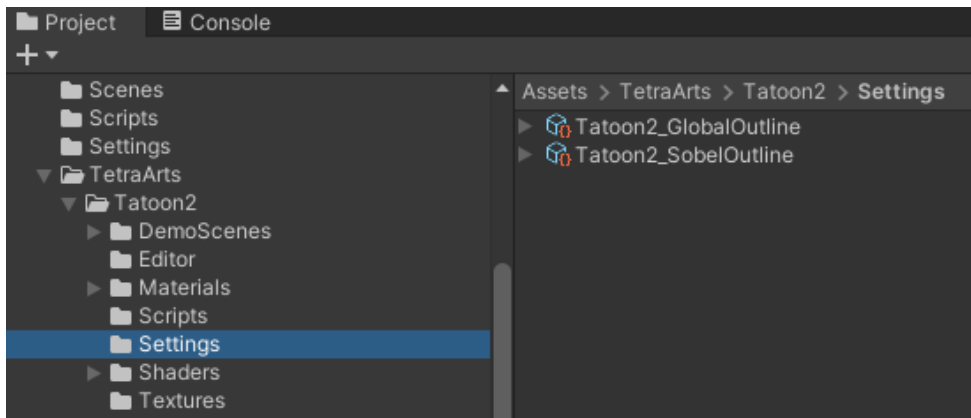 Project
Console
Scenes
Scripts
Settings
TetraArts
Tatoon2
DemoScenes
Editor
Materials
Scripts
Settings
Shaders
Textures
Assets > TetraArts > Tatoon2 > Settings
Tatoon2_GlobalOutline
Tatoon2_SobelOutline